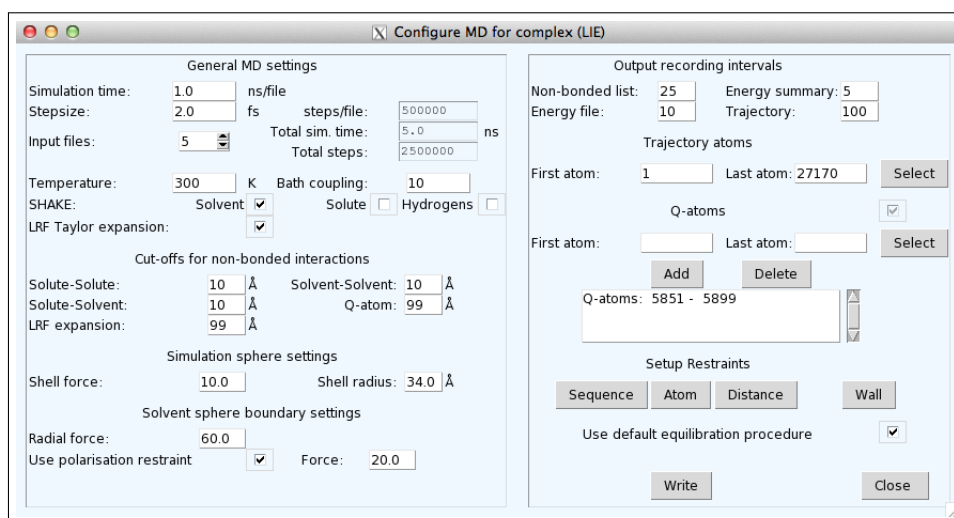 Configure MD for complex (LIE)
General MD settings
Simulation time: 1.0 ns/file
Stepsize: 2.0 fs steps/file: 500000
Input files: 5 Total sim. time: 5.0 ns
Total steps: 2500000
Temperature: 300 K Bath coupling: 10
SHAKE: Solvent Solute Hydrogens
LRF Taylor expansion:
Cut-offs for non-bonded interactions
Solute-Solute: 10 Å Solvent-Solvent: 10 Å
Solute-Solvent: 10 Å Q-atom: 99 Å
LRF expansion: 99 Å
Simulation sphere settings
Shell force: 10.0 Shell radius: 34.0 Å
Solvent sphere boundary settings
Radial force: 60.0
Use polarisation restraint Force: 20.0
Output recording intervals
Non-bonded list: 25 Energy summary: 5
Energy file: 10 Trajectory: 100
Trajectory atoms
First atom: 1 Last atom: 27170 Select
Q-atoms
First atom: Last atom: Select
Add Delete
Q-atoms: 5851 - 5899
Setup Restraints
Sequence Atom Distance Wall
Use default equilibration procedure
Write Close